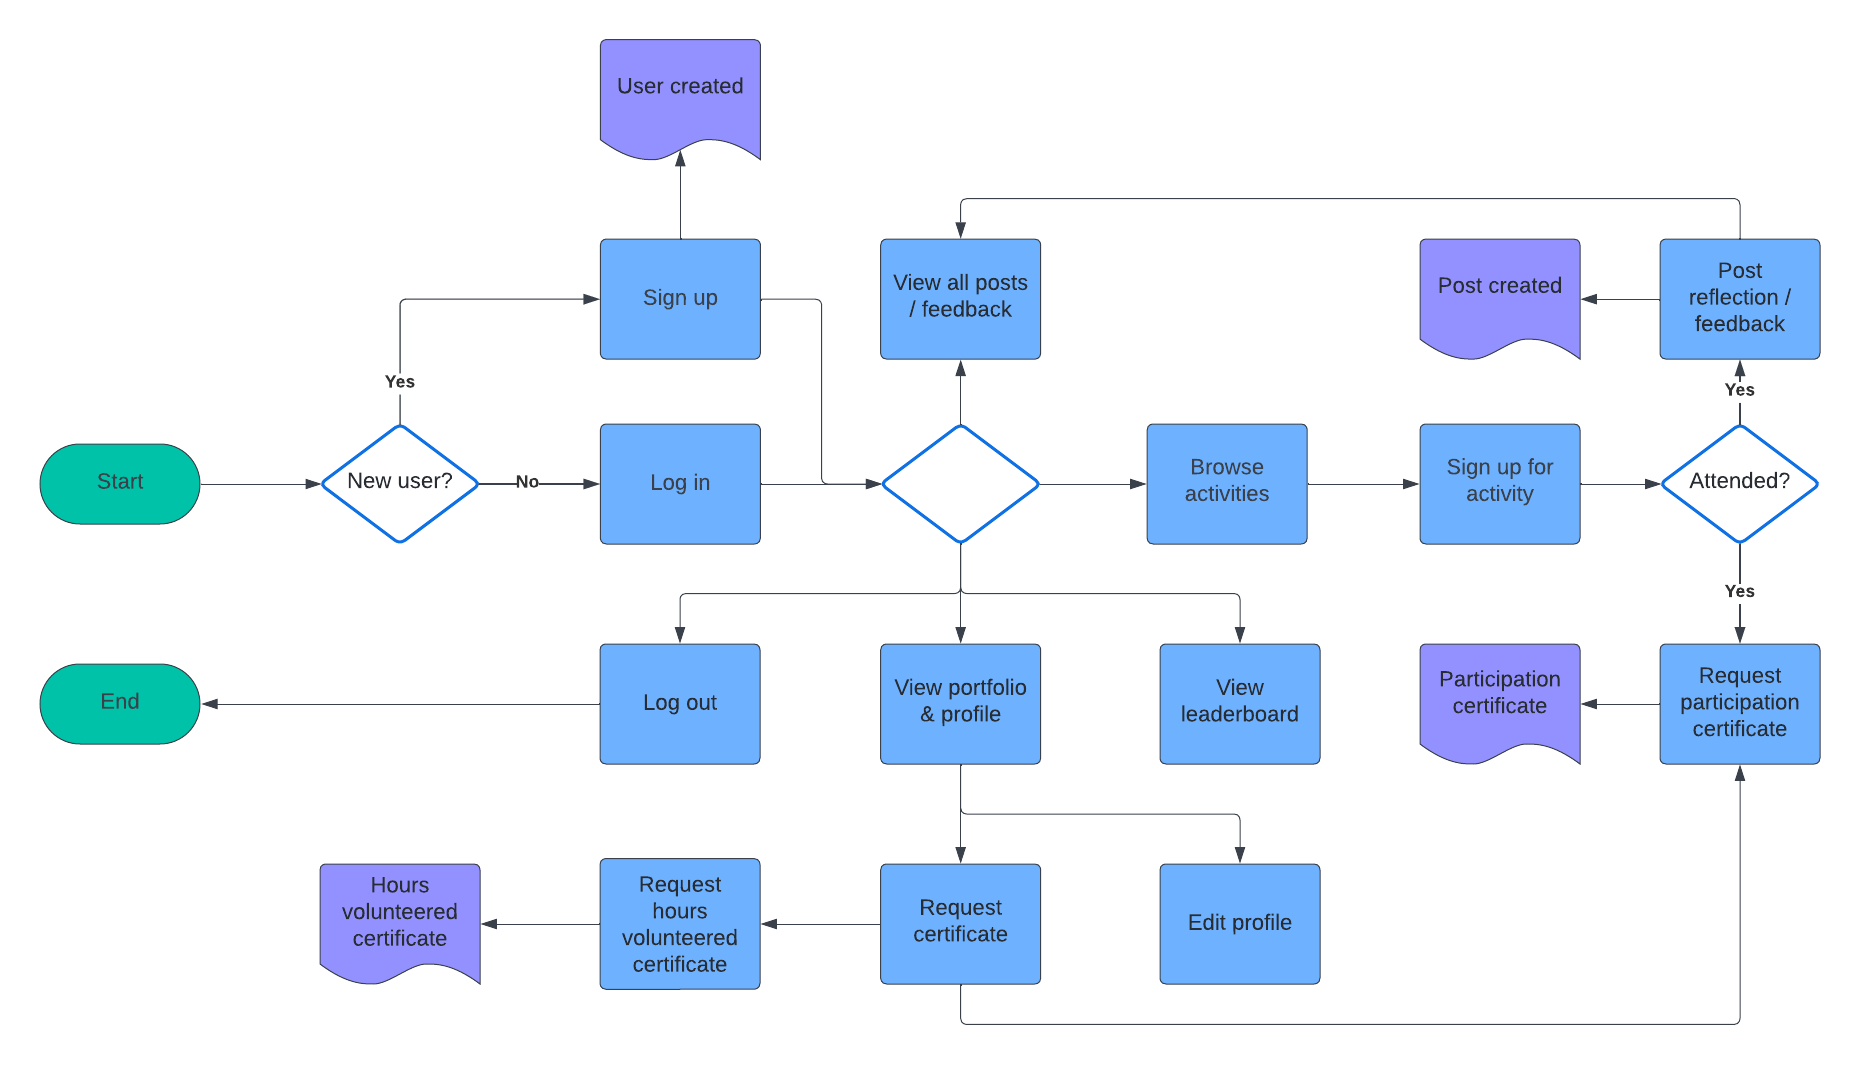 User created
Sign up
View all posts
/ feedback
Post created
Post
reflection /
feedback
Yes
Yes
Start
New user?
No
Log in
Browse
activities
Sign up for
activity
Attended?
Yes
End
Log out
View portfolio
& profile
View
leaderboard
Participation
certificate
Request
participation
certificate
Hours
volunteered
certificate
Request
hours
volunteered
certificate
Request
certificate
Edit profile